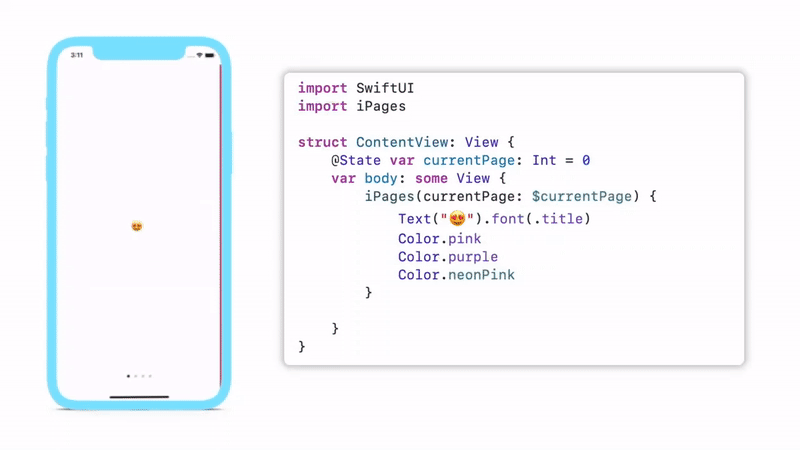 3:11
😍
import SwiftUI
import iPages
struct ContentView: View {
@State var currentPage: Int = 0
var body: some View {
iPages(currentPage: $currentPage) {
Text("😍").font(.title)
Color.pink
Color.purple
Color.neonPink
}
}
}